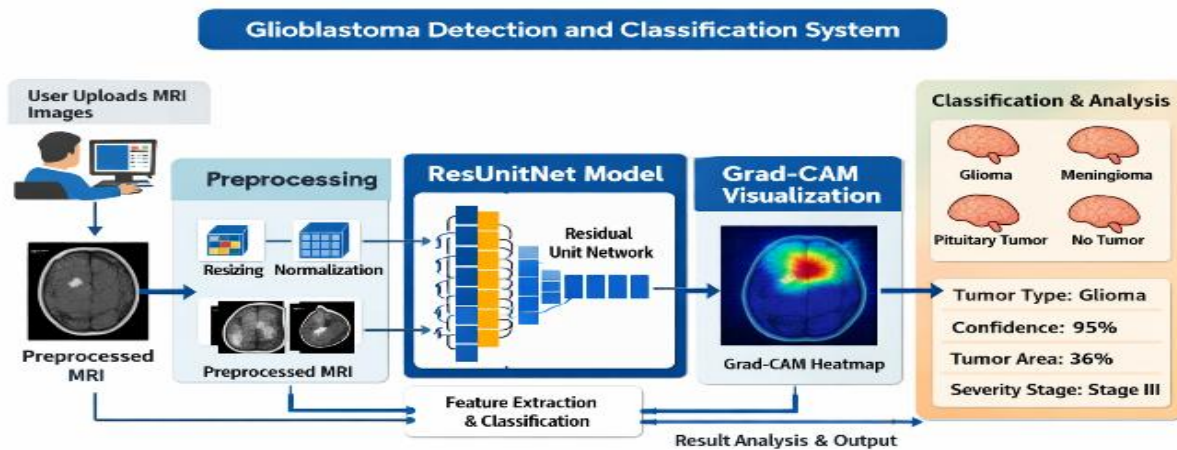 Glioblastoma Detection and Classification System
User Uploads MRI
Images
Preprocessed
MRI
Preprocessing
Resizing
Normalization
Preprocessed MRI
ResUnitNet Model
Residual
Unit Network
Feature Extraction
& Classification
Grad-CAM
Visualization
Grad-CAM Heatmap
Result Analysis & Output
Classification & Analysis
Glioma
Meningioma
Pituitary Tumor
No Tumor
Tumor Type: Glioma
Confidence: 95%
Tumor Area: 36%
Severity Stage: Stage III